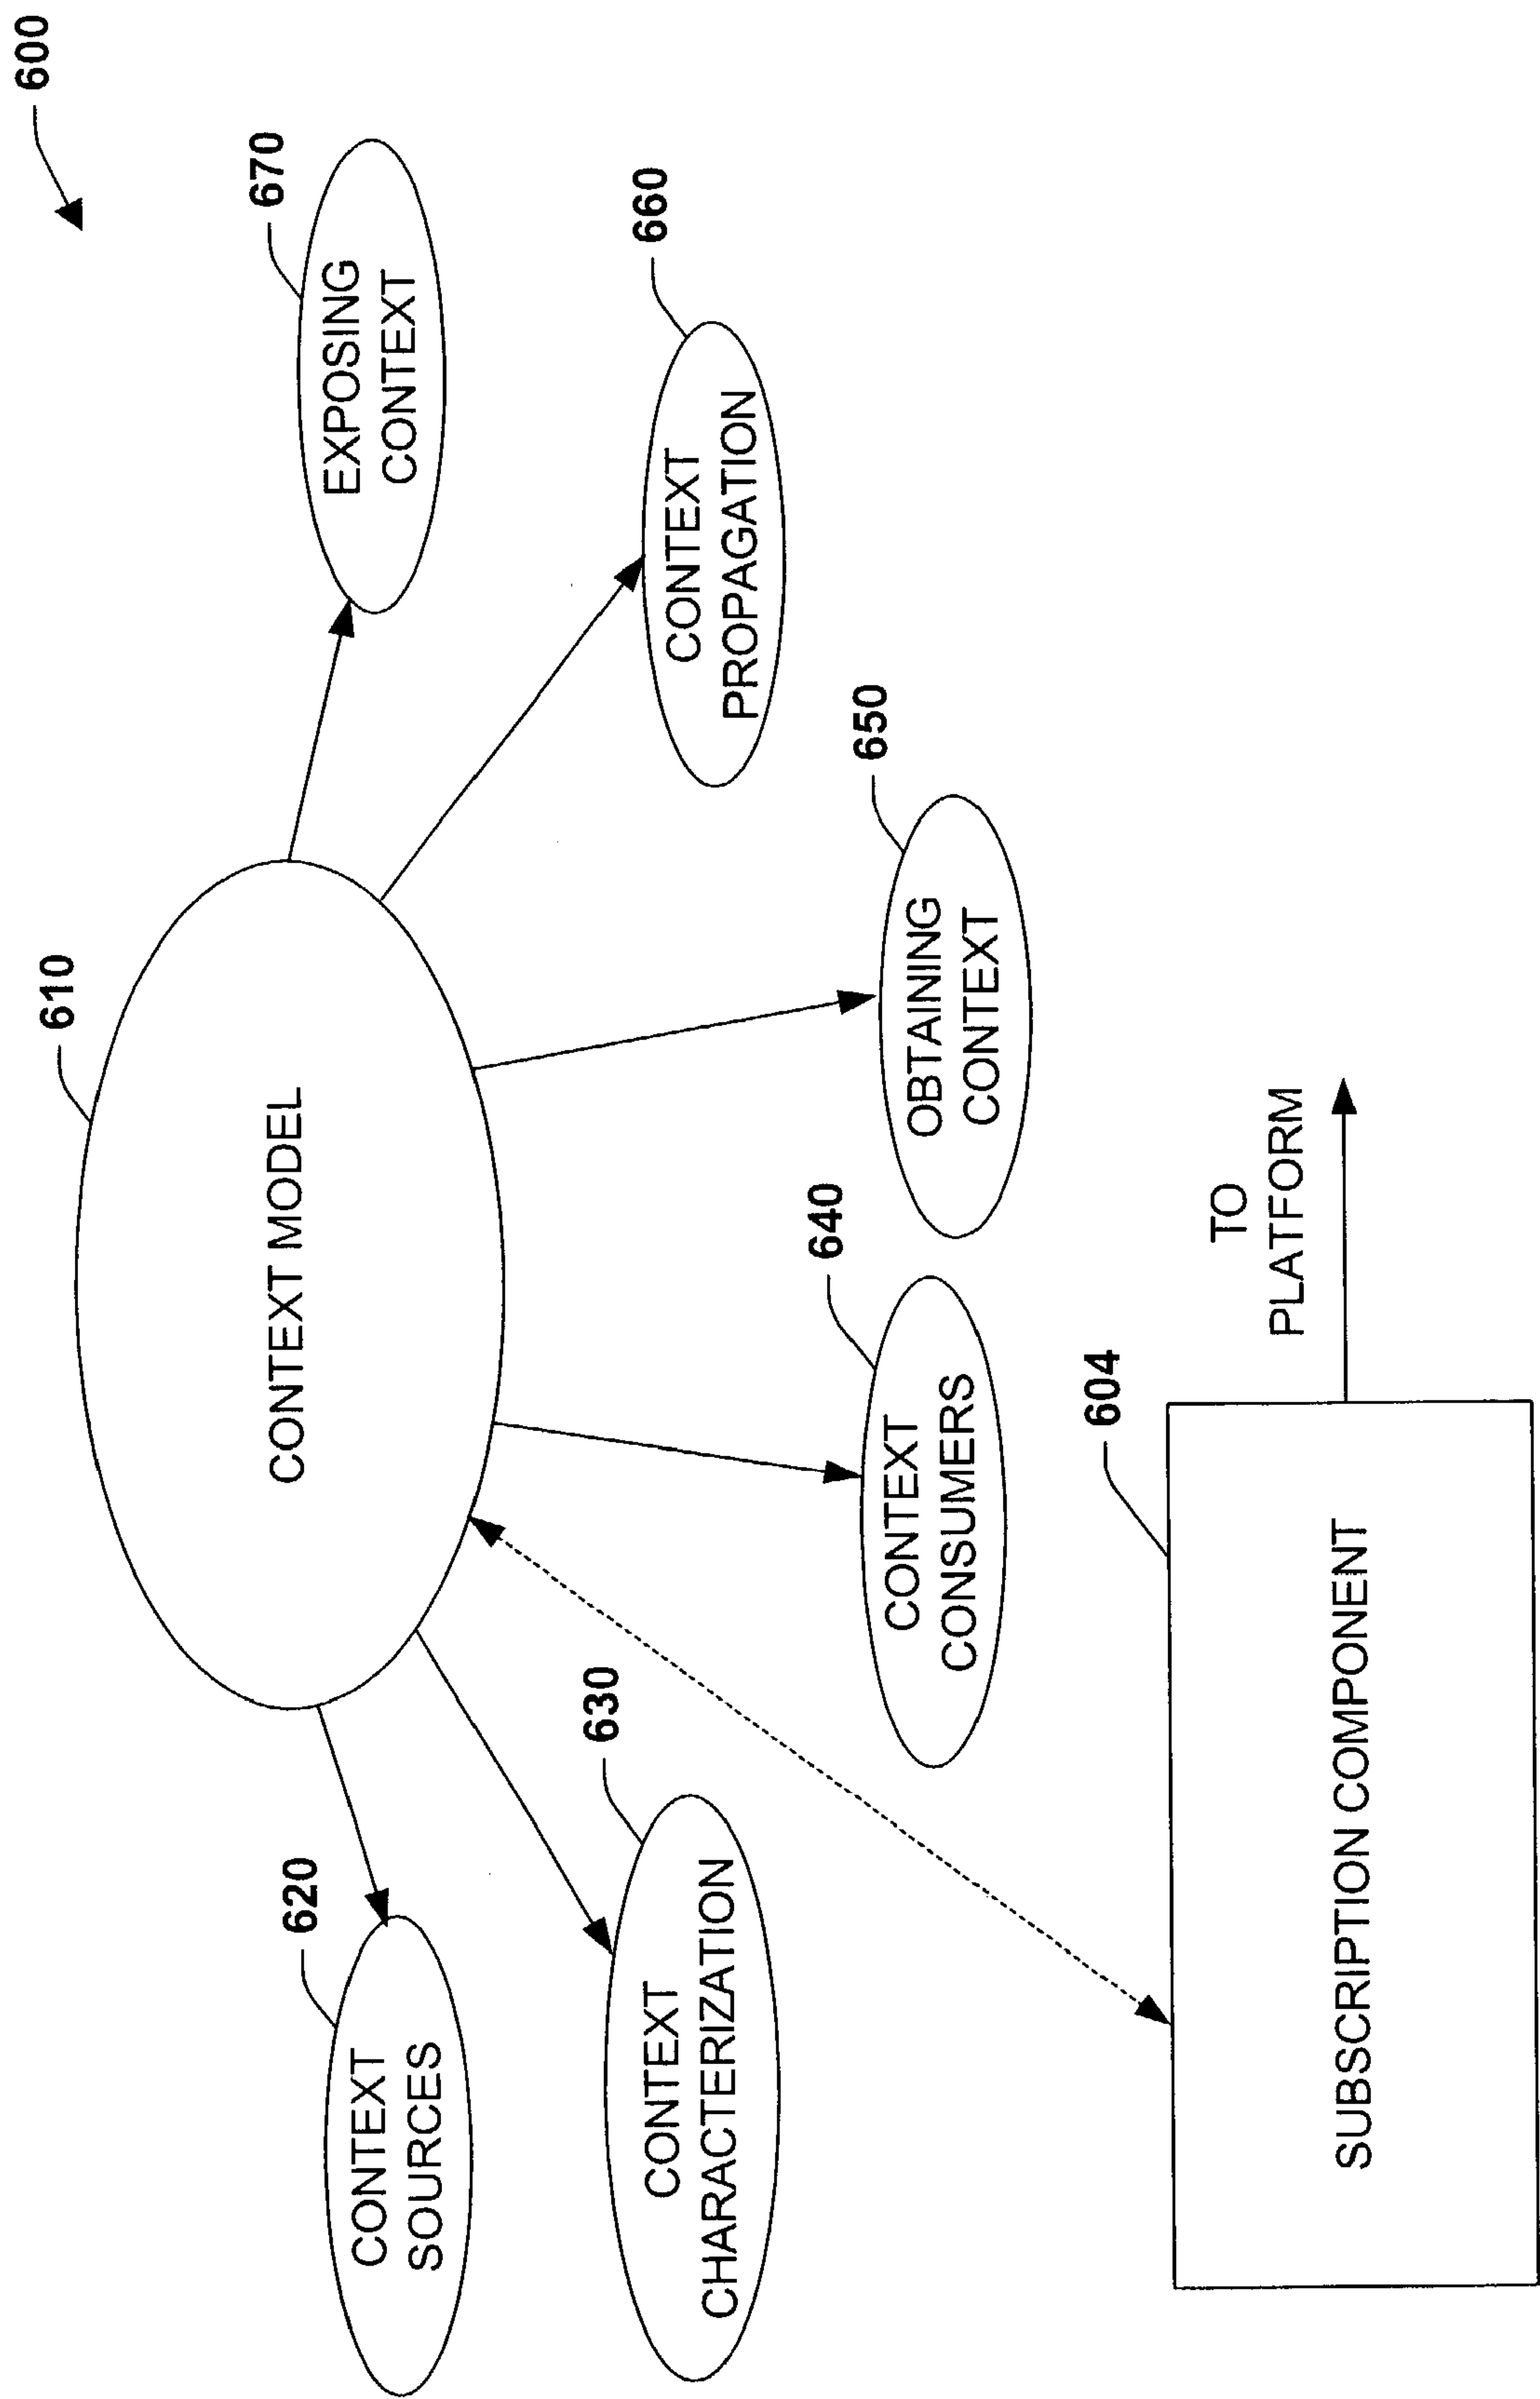 600
610
CONTEXT MODEL
620
CONTEXT
SOURCES
670
EXPOSING
CONTEXT
630
CONTEXT
CHARACTERIZATION
660
CONTEXT
PROPAGATION
640
CONTEXT
CONSUMERS
650
OBTAINING
CONTEXT
604
SUBSCRIPTION COMPONENT
TO
PLATFORM